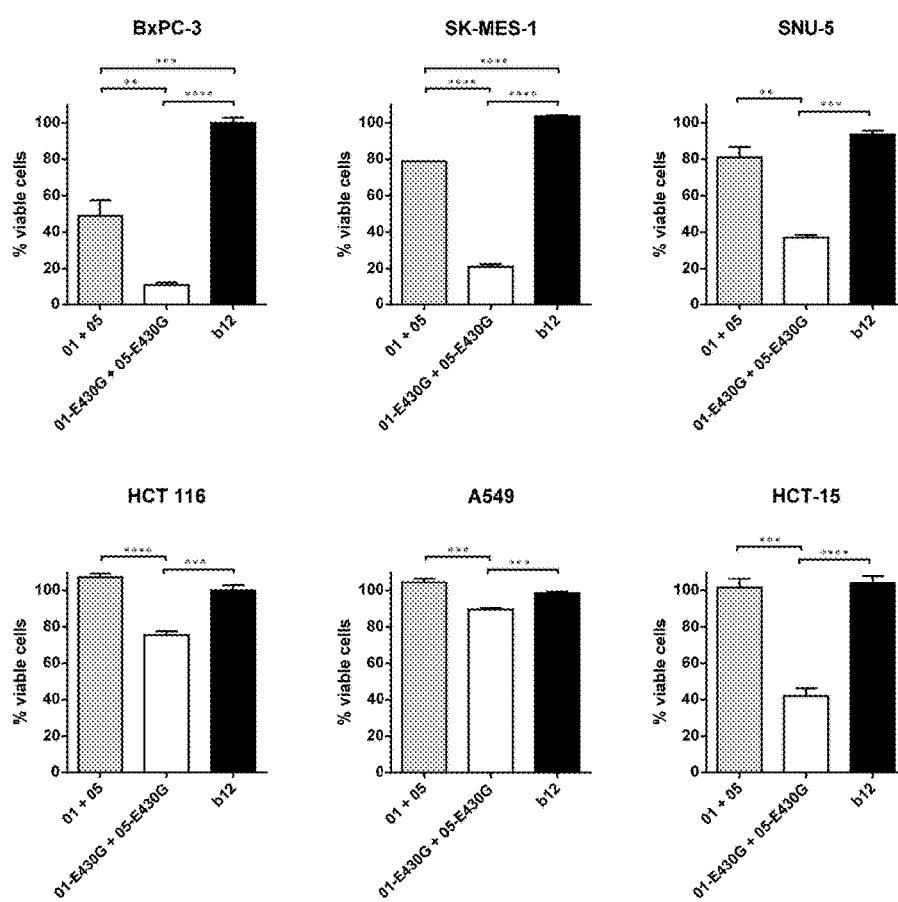 BxPC-3
SK-MES-1
SNU-5
***
**
****
****
****
****
**
***
% viable cells
100
80
60
40
20
0
01 + 05
01-E430G + 05-E430G
b12
% viable cells
100
80
60
40
20
0
01 + 05
01-E430G + 05-E430G
b12
% viable cells
100
80
60
40
20
0
01 + 05
01-E430G + 05-E430G
b12
HCT 116
A549
HCT-15
****
***
***
***
***
****
% viable cells
100
80
60
40
20
0
01 + 05
01-E430G + 05-E430G
b12
% viable cells
100
80
60
40
20
0
01 + 05
01-E430G + 05-E430G
b12
% viable cells
100
80
60
40
20
0
01 + 05
01-E430G + 05-E430G
b12